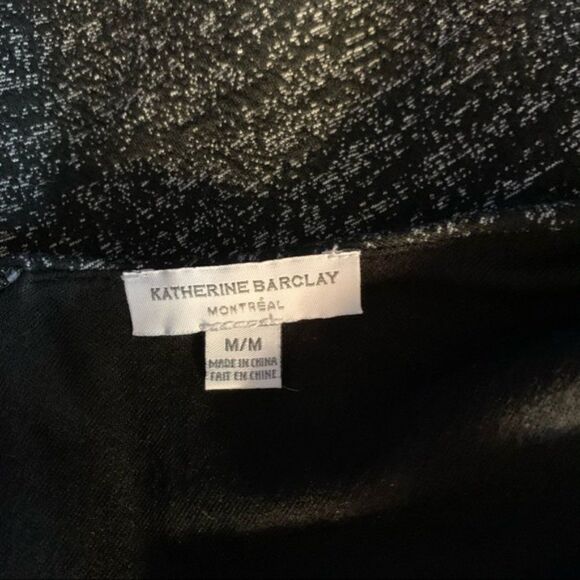 KATHERINE BARCLAY
MONTRÉAL
M/M
MADE IN CHINA
FAIT EN CHINE